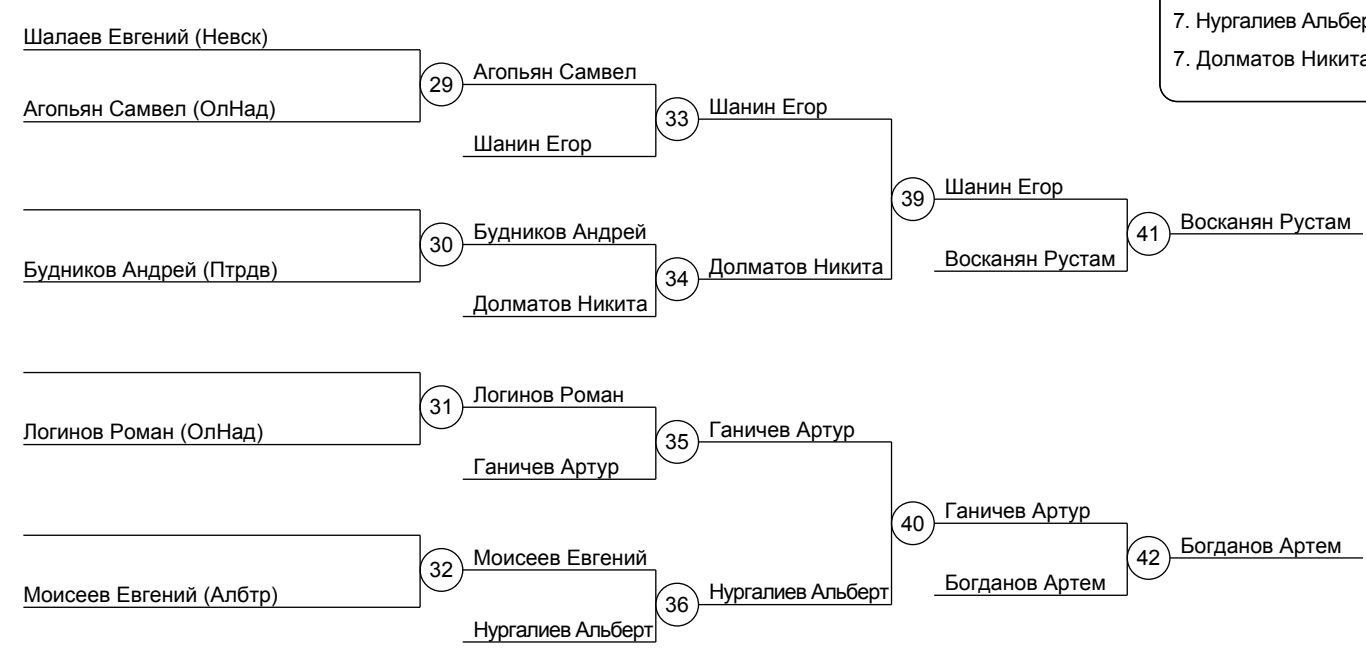 7. Нургалиев
7. Долматов
Шалаев Евгений (Невск)
29
Агопьян Самвел
Агопьян Самвел (ОлНад)
33
Шанин Егор
Шанин Егор
39
Шанин Егор
30
Будников Андрей
41
Восканян Рустам
Будников Андрей (Птрдв)
34
Долматов Никита
Восканян Рустам
Долматов Никита
31
Логинов Роман
Логинов Роман (ОлНад)
35
Ганичев Артур
Ганичев Артур
40
Ганичев Артур
32
Моисеев Евгений
42
Богданов Артем
Моисеев Евгений (Албтр)
36
Нургалиев Альберт
Богданов Артем
Нургалиев Альберт